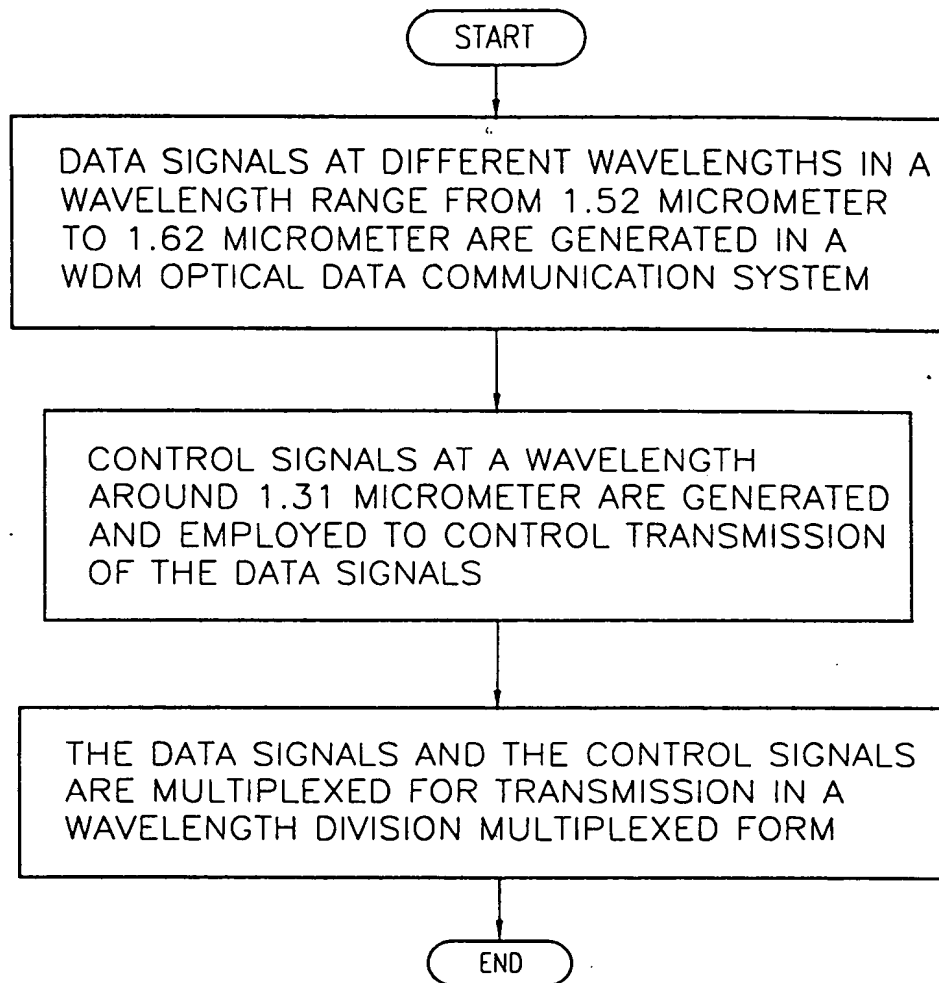 START
DATA SIGNALS AT DIFFERENT WAVELENGTHS IN A
WAVELENGTH RANGE FROM 1.52 MICROMETER
TO 1.62 MICROMETER ARE GENERATED IN A
WDM OPTICAL DATA COMMUNICATION SYSTEM
CONTROL SIGNALS AT A WAVELENGTH
AROUND 1.31 MICROMETER ARE GENERATED
AND EMPLOYED TO CONTROL TRANSMISSION
OF THE DATA SIGNALS
THE DATA SIGNALS AND THE CONTROL SIGNALS
ARE MULTIPLEXED FOR TRANSMISSION IN A
WAVELENGTH DIVISION MULTIPLEXED FORM
END